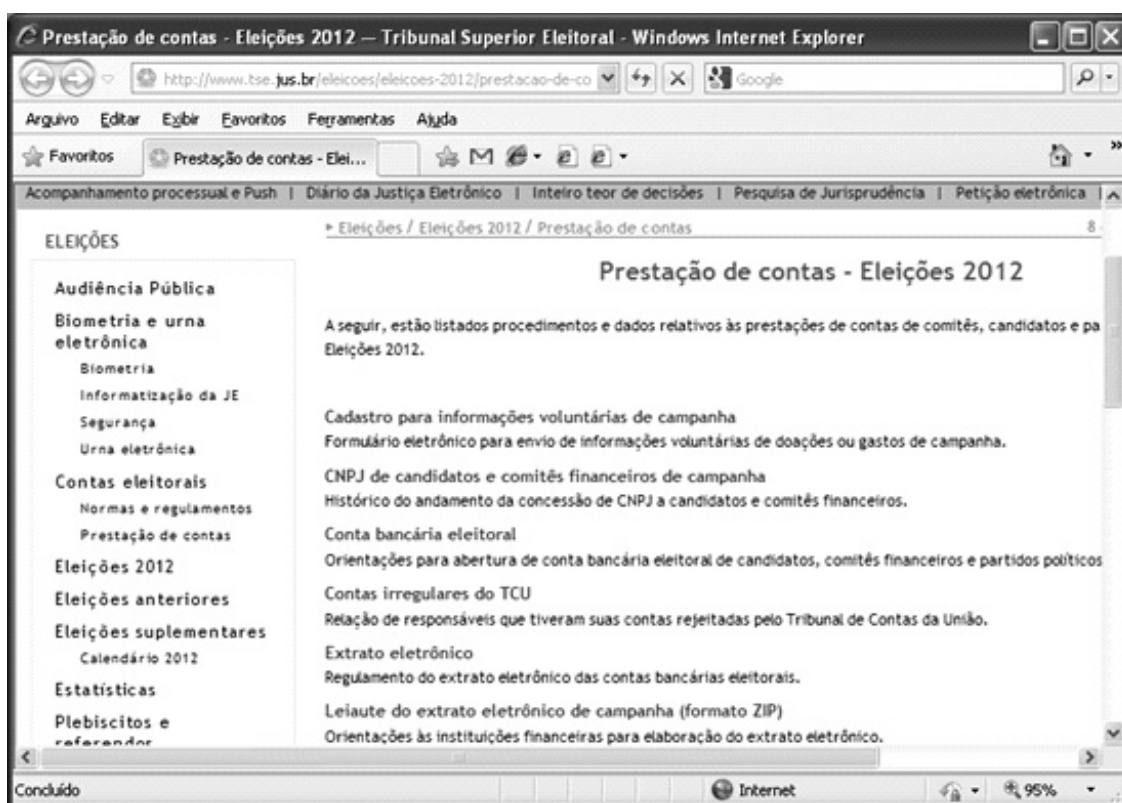 Prestação de contas - Eleições 2012 — Tribunal Superior Eleitoral - Windows Internet Explorer
http://www.tse.jus.br/eleicoes/eleicoes-2012/prestacao-de-co
Google
Arquivo Editar Exibir Favoritos Ferramentas Ajuda
Favoritos
Prestação de contas - Elei...
Acompanhamento processual e Push | Diário da Justiça Eletrônico | Inteiro teor de decisões | Pesquisa de Jurisprudência | Petição eletrônica |
ELEIÇÕES
Audiência Pública
Biometria e urna
eletrônica
Biometria
Informatização da JE
Segurança
Urna eletrônica
Contas eleitorais
Normas e regulamentos
Prestação de contas
Eleições 2012
Eleições anteriores
Eleições suplementares
Calendário 2012
Estatísticas
Plebiscitos e
Eleições / Eleições 2012 / Prestação de contas
8
Prestação de contas - Eleições 2012
A seguir, estão listados procedimentos e dados relativos às prestações de contas de comitês, candidatos e pa
Eleições 2012.
Cadastro para informações voluntárias de campanha
Formulário eletrônico para envio de informações voluntárias de doações ou gastos de campanha.
CNPJ de candidatos e comitês financeiros de campanha
Histórico do andamento da concessão de CNPJ a candidatos e comitês financeiros.
Conta bancária eleitoral
Orientações para abertura de conta bancária eleitoral de candidatos, comitês financeiros e partidos políticos
Contas irregulares do TCU
Relação de responsáveis que tiveram suas contas rejeitadas pelo Tribunal de Contas da União.
Extrato eletrônico
Regulamento do extrato eletrônico das contas bancárias eleitorais.
Leiaute do extrato eletrônico de campanha (formato ZIP)
Orientações às instituições financeiras para elaboração do extrato eletrônico.
Concluído
Internet
95%